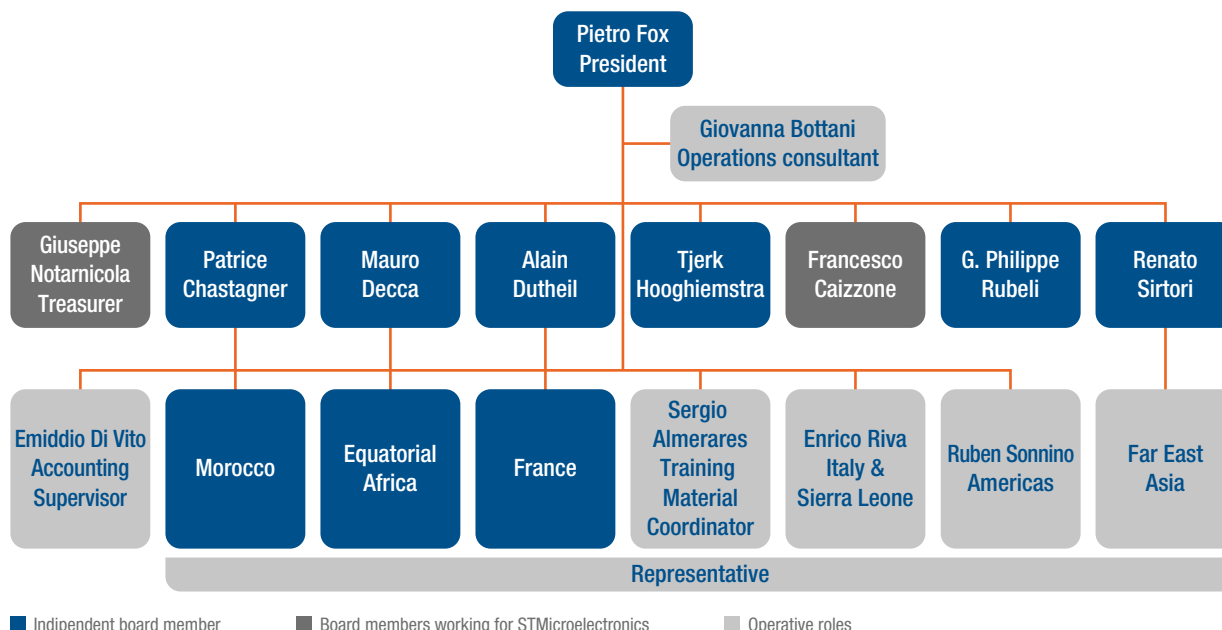 Pietro Fox
President
Giovanna Bottani
Operations consultant
Giuseppe
Notarnicola
Treasurer
Patrice
Chastagner
Mauro
Decca
Alain
Dutheil
Tjerk
Hooghiemstra
Francesco
Caizzone
G. Philippe
Rubeli
Renato
Sirtori
Emiddio Di Vito
Accounting
Supervisor
Morocco
Equatorial
Africa
France
Sergio
Almerares
Training
Material
Coordinator
Enrico Riva
Italy &
Sierra Leone
Ruben Sonnino
Americas
Far East
Asia
Representative
Indipendent board member
Board members working for STMicroelectronics
Operative roles